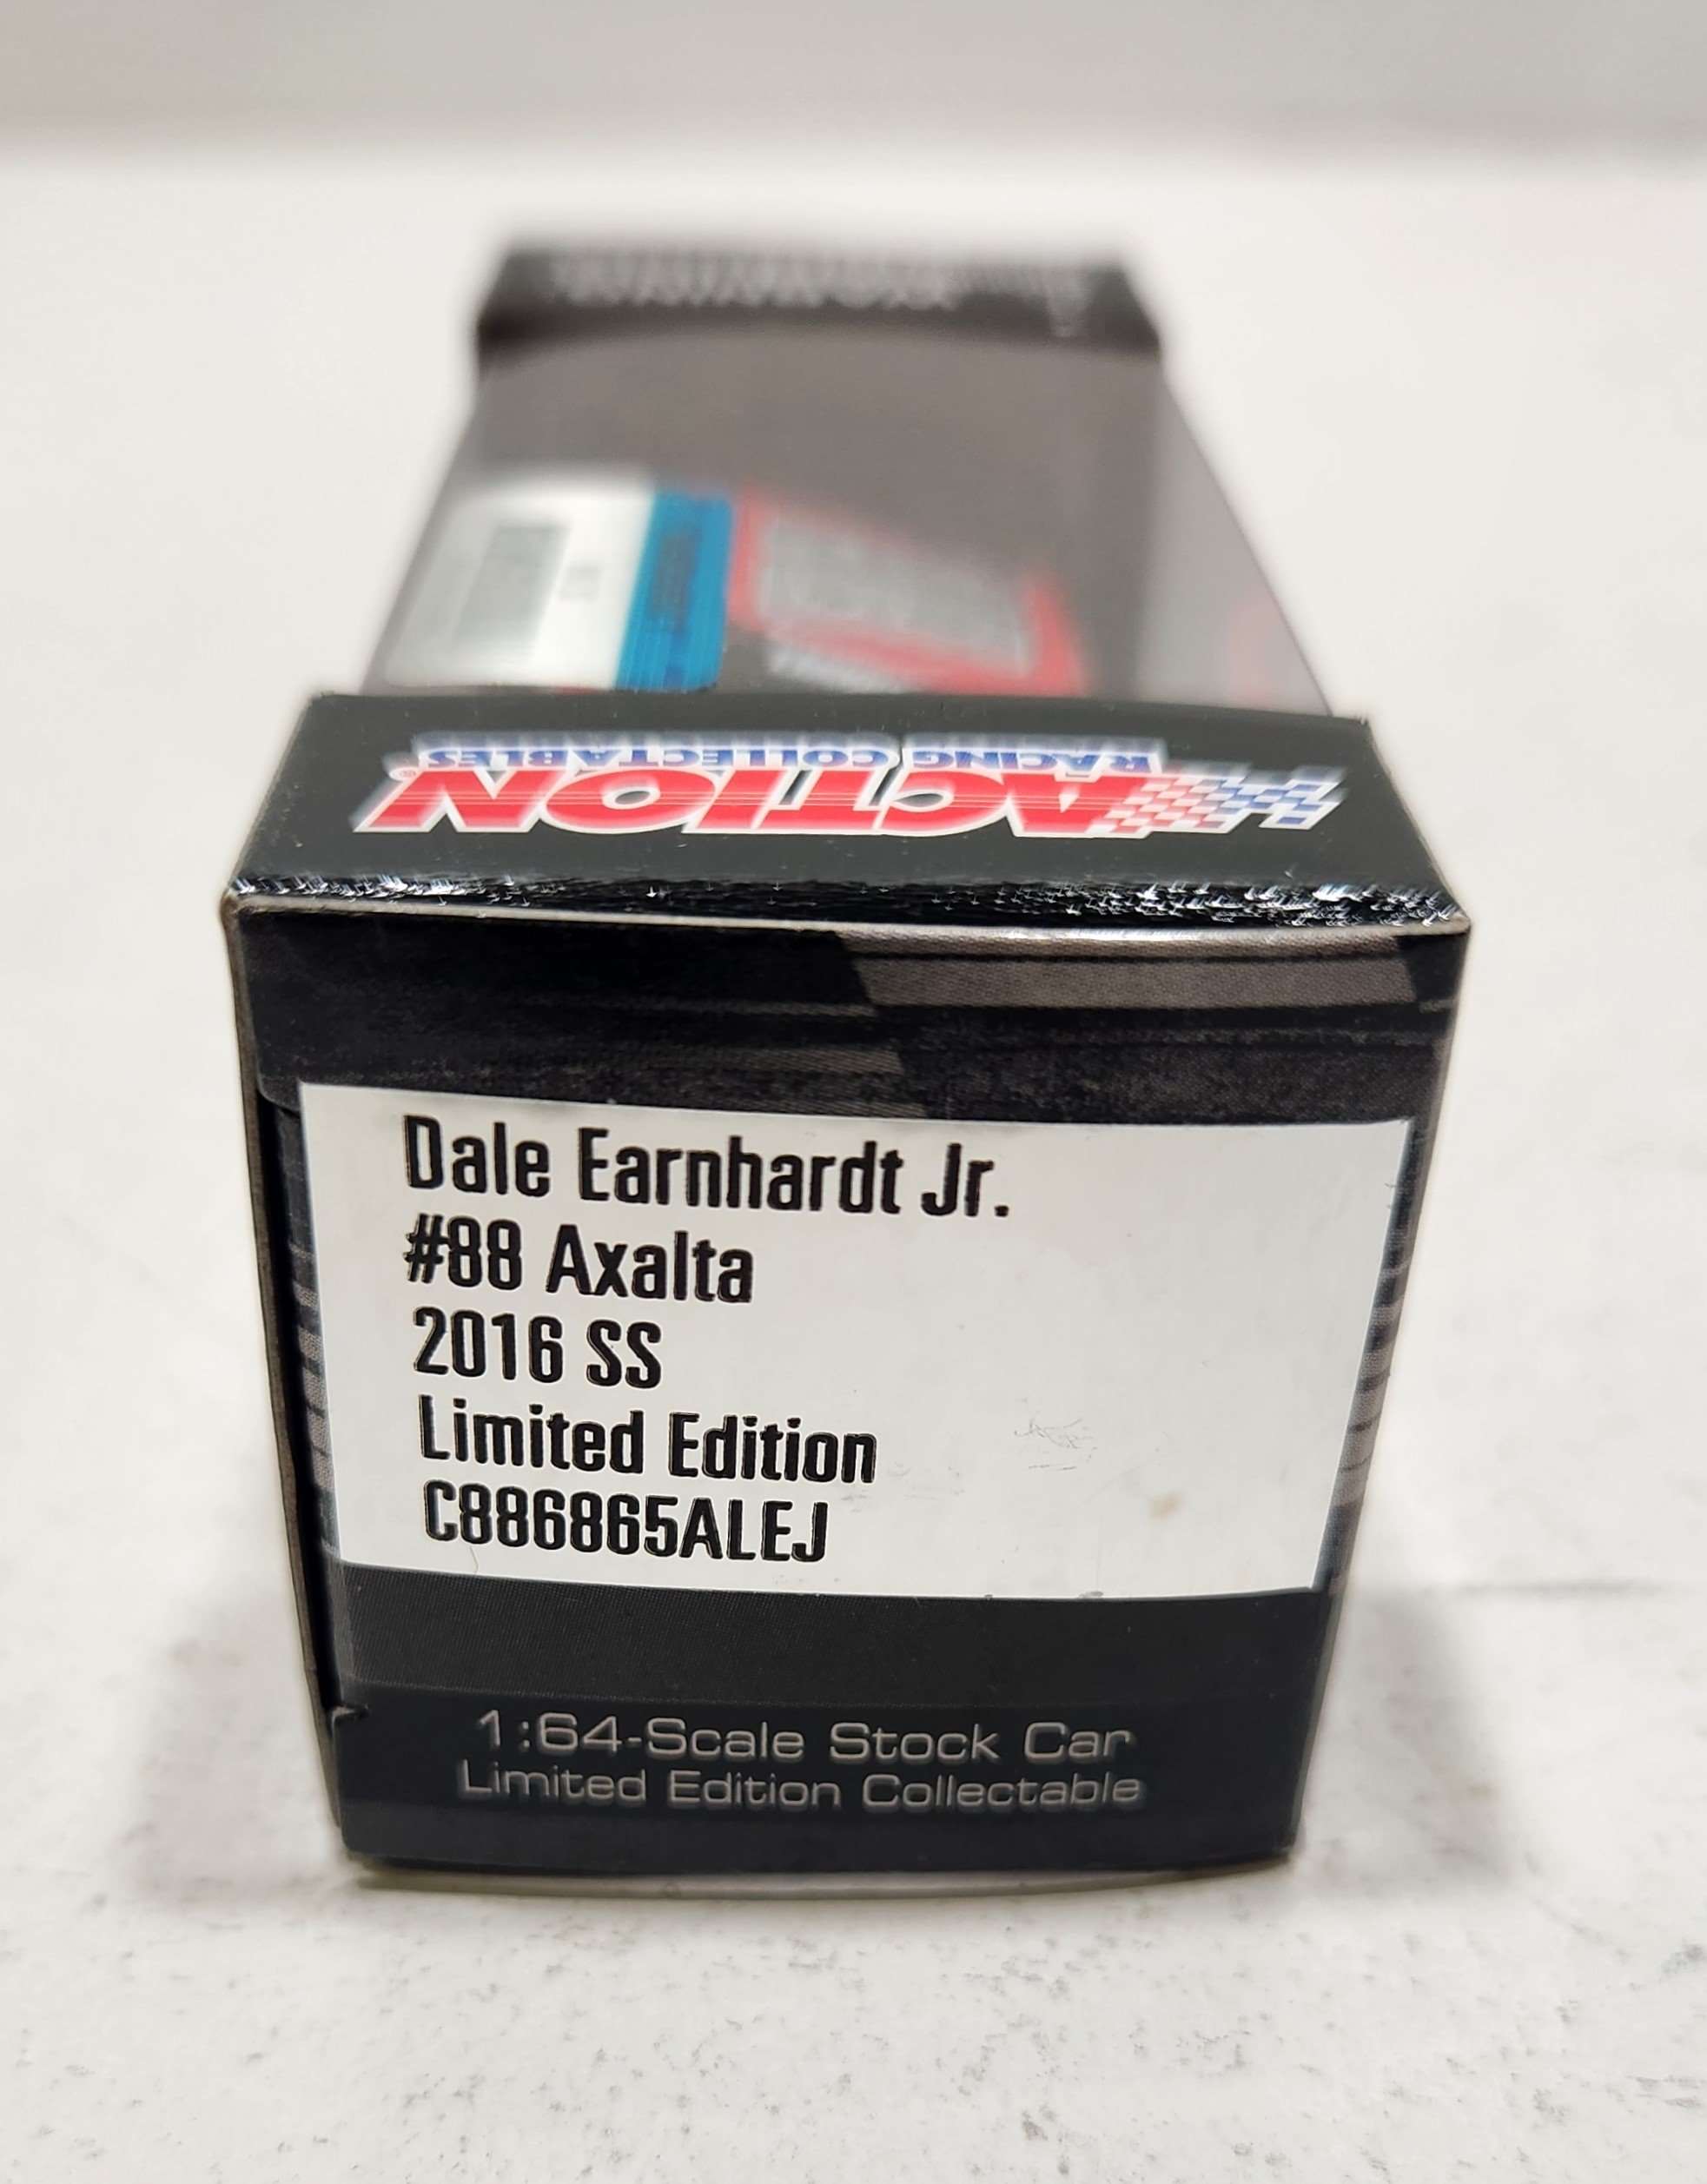 ACTION®
RACING COLLECTABLES
Dale Earnhardt Jr.
#88 Axalta
2016 SS
Limited Edition
C886865ALEJ
1:64-Scale Stock Car
Limited Edition Collectable